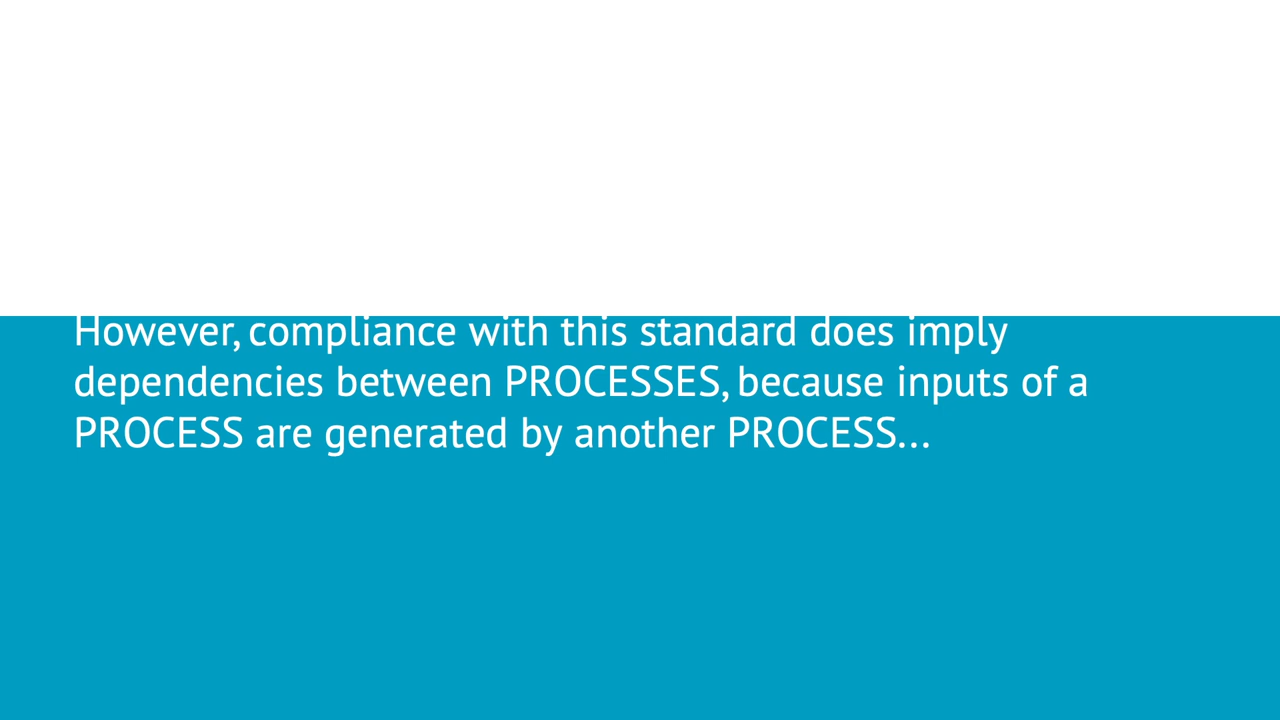 However, compliance with this standard does imply
dependencies between PROCESSES, because inputs of a
PROCESS are generated by another PROCESS...